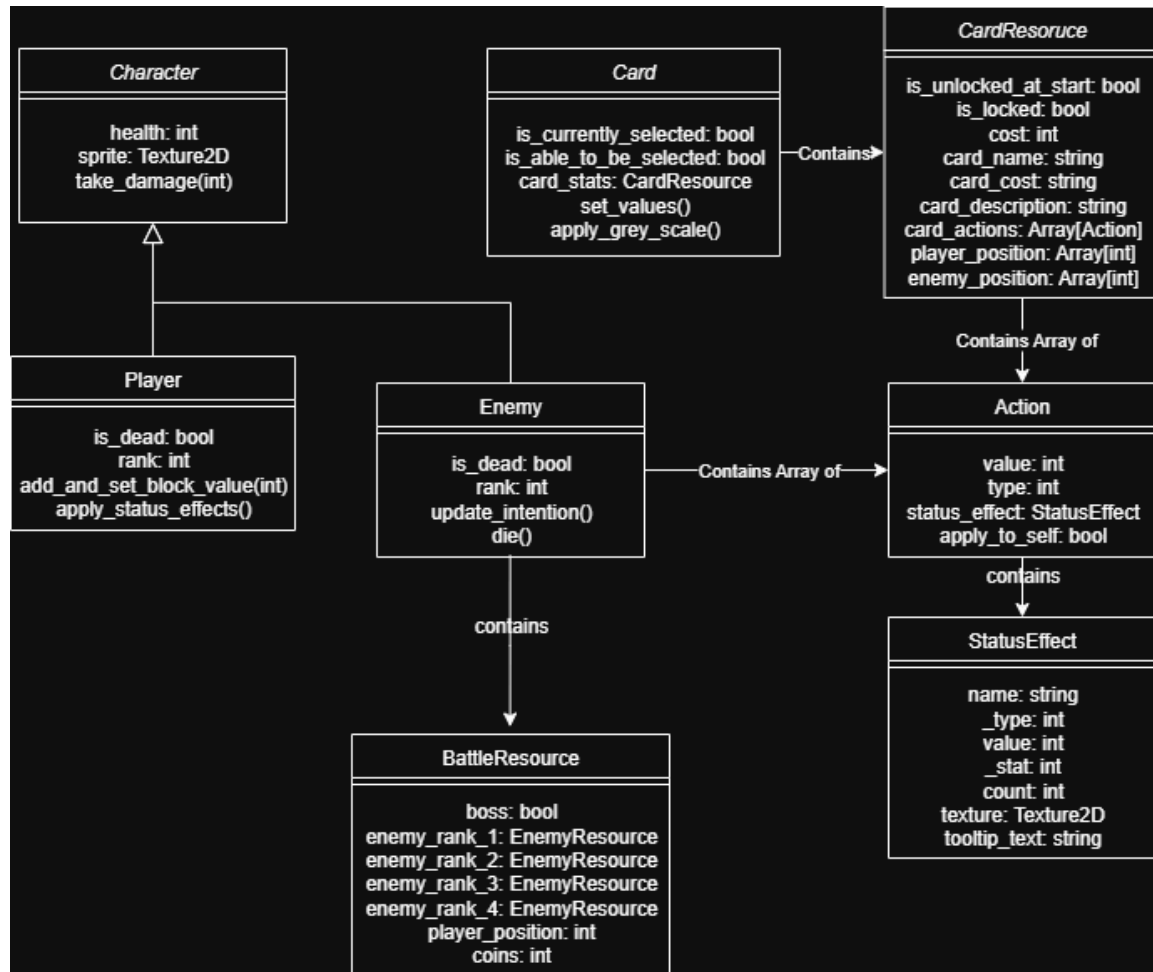 Character
health: int
sprite: Texture2D
take_damage(int)
Card
is_currently_selected: bool
is_able_to_be_selected: bool
card_stats: CardResource
set_values()
apply_grey_scale()
Contains
CardResoruce
is_unlocked_at_start: bool
is_locked: bool
cost: int
card_name: string
card_cost: string
card_description: string
card_actions: Array[Action]
player_position: Array[int]
enemy_position: Array[int]
Contains Array of
Player
is_dead: bool
rank: int
add_and_set_block_value(int)
apply_status_effects()
Enemy
is_dead: bool
rank: int
update_intention()
die()
Contains Array of
Action
value: int
type: int
status_effect: StatusEffect
apply_to_self: bool
contains
contains
StatusEffect
name: string
_type: int
value: int
_stat: int
count: int
texture: Texture2D
tooltip_text: string
BattleResource
boss: bool
enemy_rank_1: EnemyResource
enemy_rank_2: EnemyResource
enemy_rank_3: EnemyResource
enemy_rank_4: EnemyResource
player_position: int
coins: int